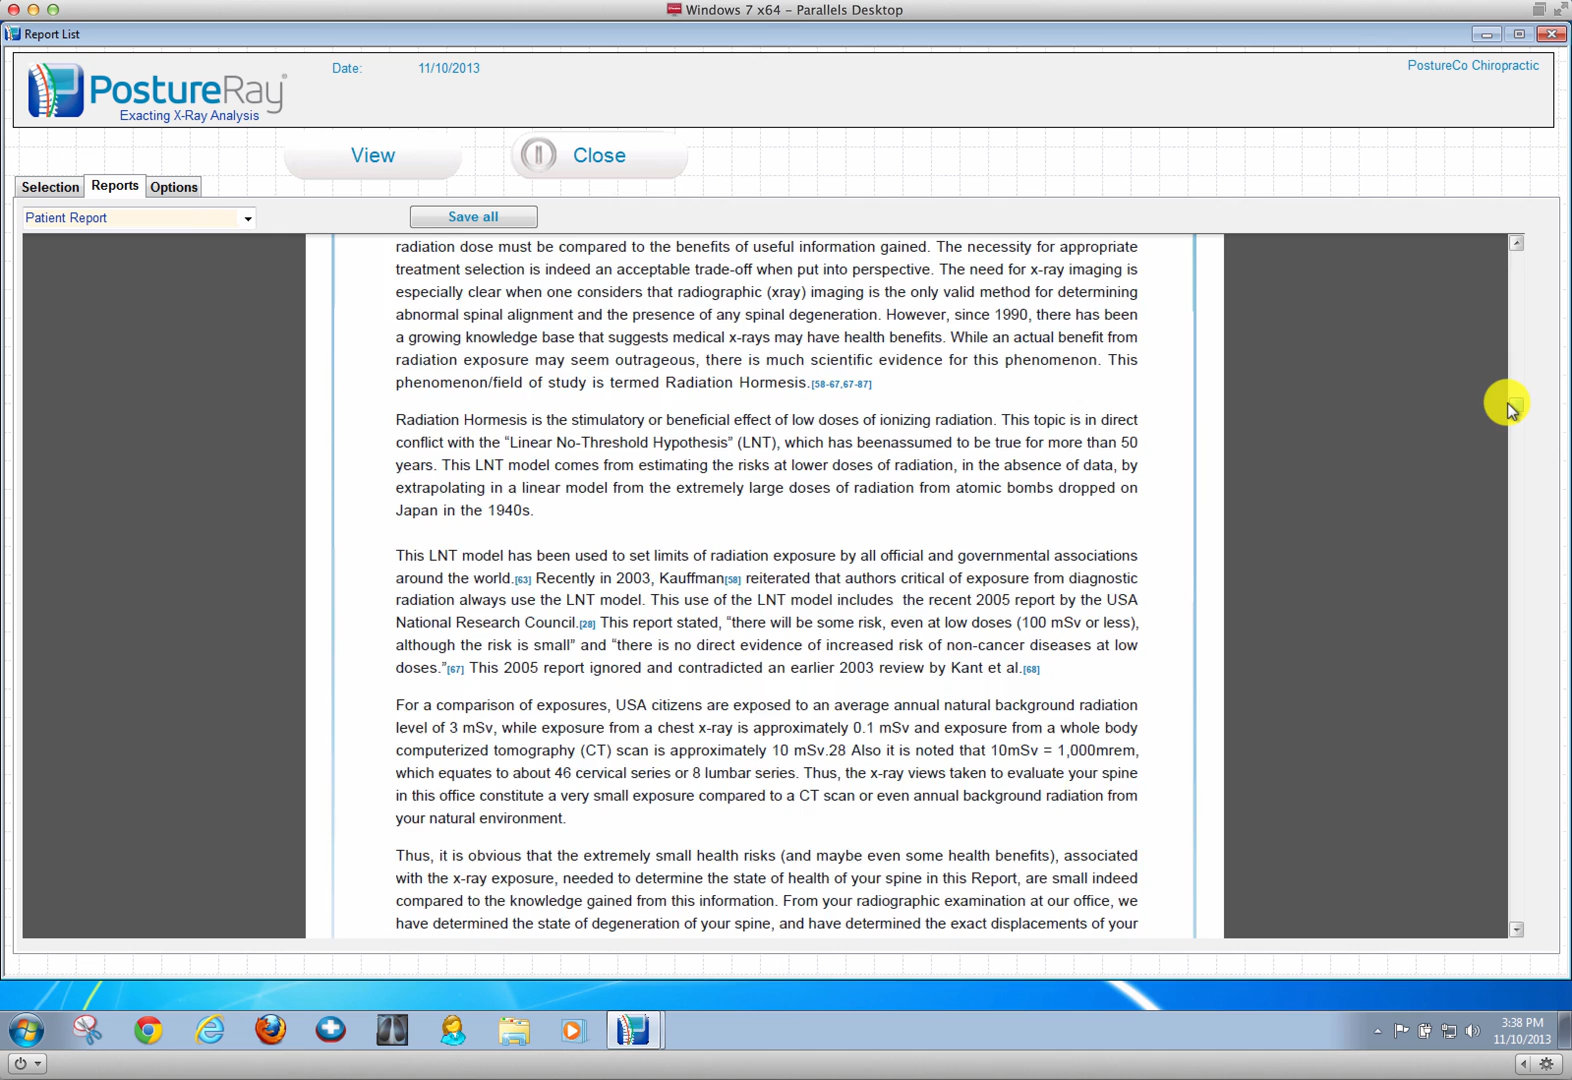 Windows 7 x64 – Parallels Desktop
Report List
PostureRay®
Exacting X-Ray Analysis
Date: 11/10/2013
PostureCo Chiropractic
View
Close
Selection
Reports
Options
Patient Report
Save all
radiation dose must be compared to the benefits of useful information gained. The necessity for appropriate
treatment selection is indeed an acceptable trade-off when put into perspective. The need for x-ray imaging is
especially clear when one considers that radiographic (xray) imaging is the only valid method for determining
abnormal spinal alignment and the presence of any spinal degeneration. However, since 1990, there has been
a growing knowledge base that suggests medical x-rays may have health benefits. While an actual benefit from
radiation exposure may seem outrageous, there is much scientific evidence for this phenomenon. This
phenomenon/field of study is termed Radiation Hormesis.[58-67,67-87]
Radiation Hormesis is the stimulatory or beneficial effect of low doses of ionizing radiation. This topic is in direct
conflict with the “Linear No-Threshold Hypothesis” (LNT), which has beenassumed to be true for more than 50
years. This LNT model comes from estimating the risks at lower doses of radiation, in the absence of data, by
extrapolating in a linear model from the extremely large doses of radiation from atomic bombs dropped on
Japan in the 1940s.
This LNT model has been used to set limits of radiation exposure by all official and governmental associations
around the world.[63] Recently in 2003, Kauffman[58] reiterated that authors critical of exposure from diagnostic
radiation always use the LNT model. This use of the LNT model includes the recent 2005 report by the USA
National Research Council.[28] This report stated, “there will be some risk, even at low doses (100 mSv or less),
although the risk is small” and “there is no direct evidence of increased risk of non-cancer diseases at low
doses.”[67] This 2005 report ignored and contradicted an earlier 2003 review by Kant et al.[68]
For a comparison of exposures, USA citizens are exposed to an average annual natural background radiation
level of 3 mSv, while exposure from a chest x-ray is approximately 0.1 mSv and exposure from a whole body
computerized tomography (CT) scan is approximately 10 mSv.28 Also it is noted that 10mSv = 1,000mrem,
which equates to about 46 cervical series or 8 lumbar series. Thus, the x-ray views taken to evaluate your spine
in this office constitute a very small exposure compared to a CT scan or even annual background radiation from
your natural environment.
Thus, it is obvious that the extremely small health risks (and maybe even some health benefits), associated
with the x-ray exposure, needed to determine the state of health of your spine in this Report, are small indeed
compared to the knowledge gained from this information. From your radiographic examination at our office, we
have determined the state of degeneration of your spine, and have determined the exact displacements of your
3:38 PM
11/10/2013